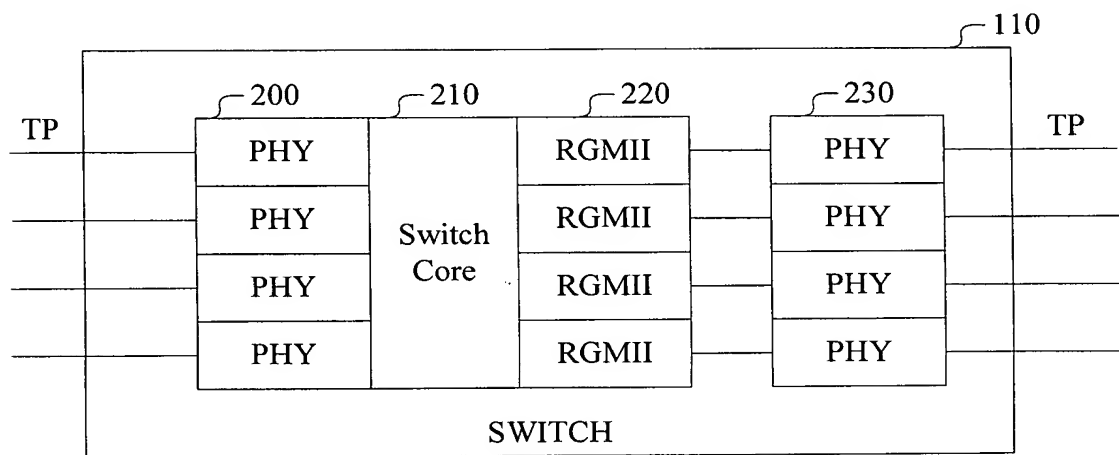 110
200 210 220 230
TP TP
PHY RGMII PHY
PHY RGMII PHY
Switch
Core
PHY RGMII PHY
PHY RGMII PHY
SWITCH